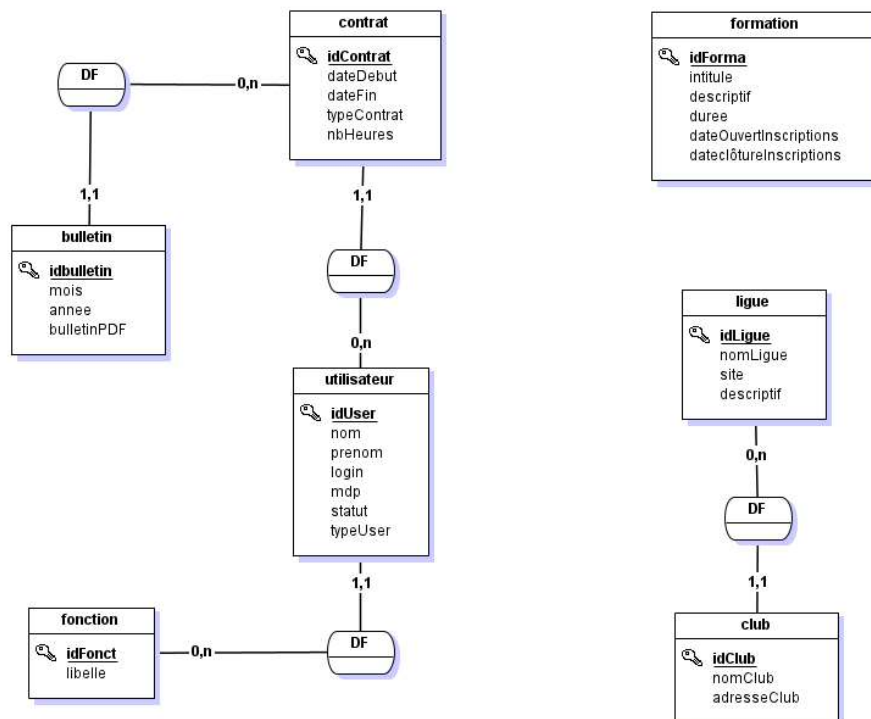 contrat
idContrat
dateDebut
dateFin
typeContrat
nbHeures
formation
idForma
intitule
descriptif
duree
dateOuvertInscriptions
dateclôtureInscriptions
DF
0,n
1,1
1,1
bulletin
idbulletin
mois
annee
bulletinPDF
DF
0,n
ligue
idLigue
nomLigue
site
descriptif
utilisateur
idUser
nom
prenom
login
mdp
statut
typeUser
0,n
DF
1,1
1,1
fonction
idFonct
libelle
0,n
DF
club
idClub
nomClub
adresseClub